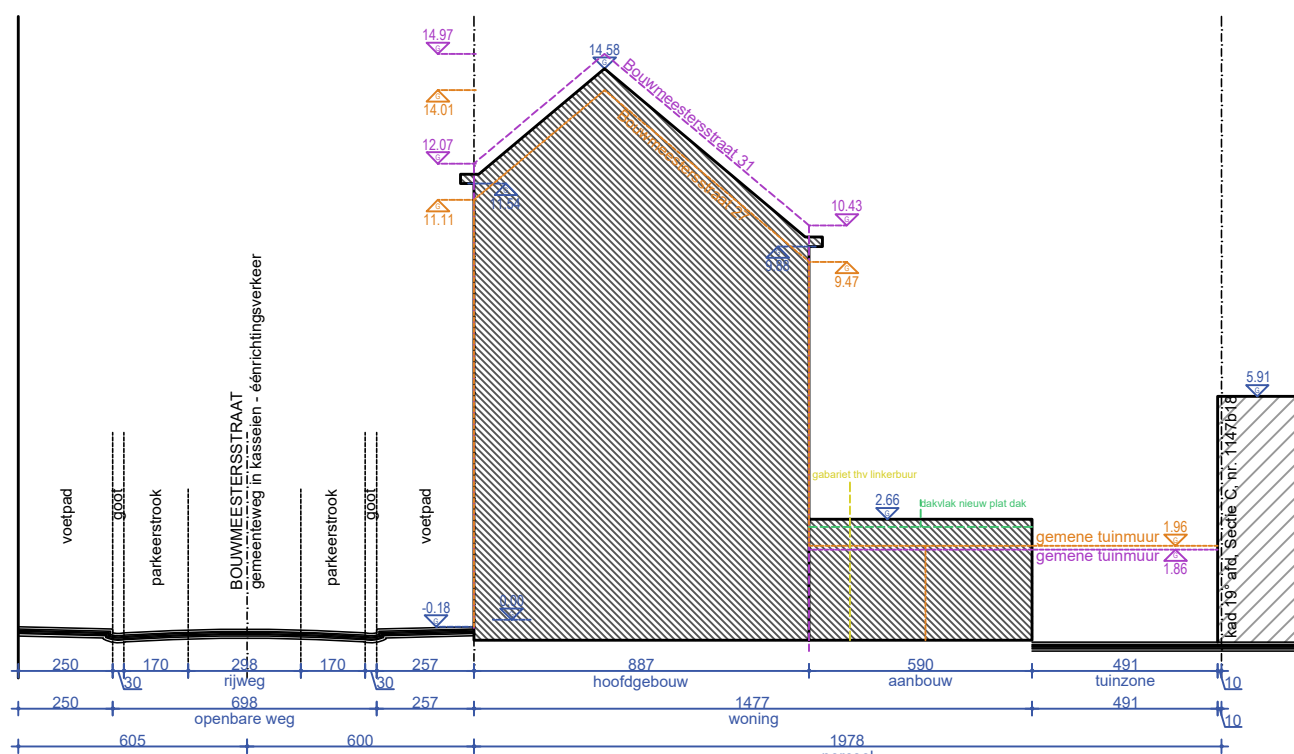 14.97
14.58
14.01
12.07
11.54
11.11
Bouwmeestersstraat 31
Bouwmeestersstraat 27
10.43
9.88
9.47
5.91
gabariet thv linkerbuur
dakvlak nieuw plat dak
2.66
gemene tuinmuur
1.96
gemene tuinmuur
1.86
kad 19° afd, Sectie C, nr. 1147b18
voetpad
goot
parkeerstrook
BOUWMEESTERSSTRAAT
gemeenteweg in kasseien - éénrichtingsverkeer
parkeerstrook
goot
voetpad
-0.18
0.00
250
30
170
298
rijweg
170
30
257
887
hoofdgebouw
590
aanbouw
491
tuinzone
10
250
698
openbare weg
257
1477
woning
491
10
605
600
1978